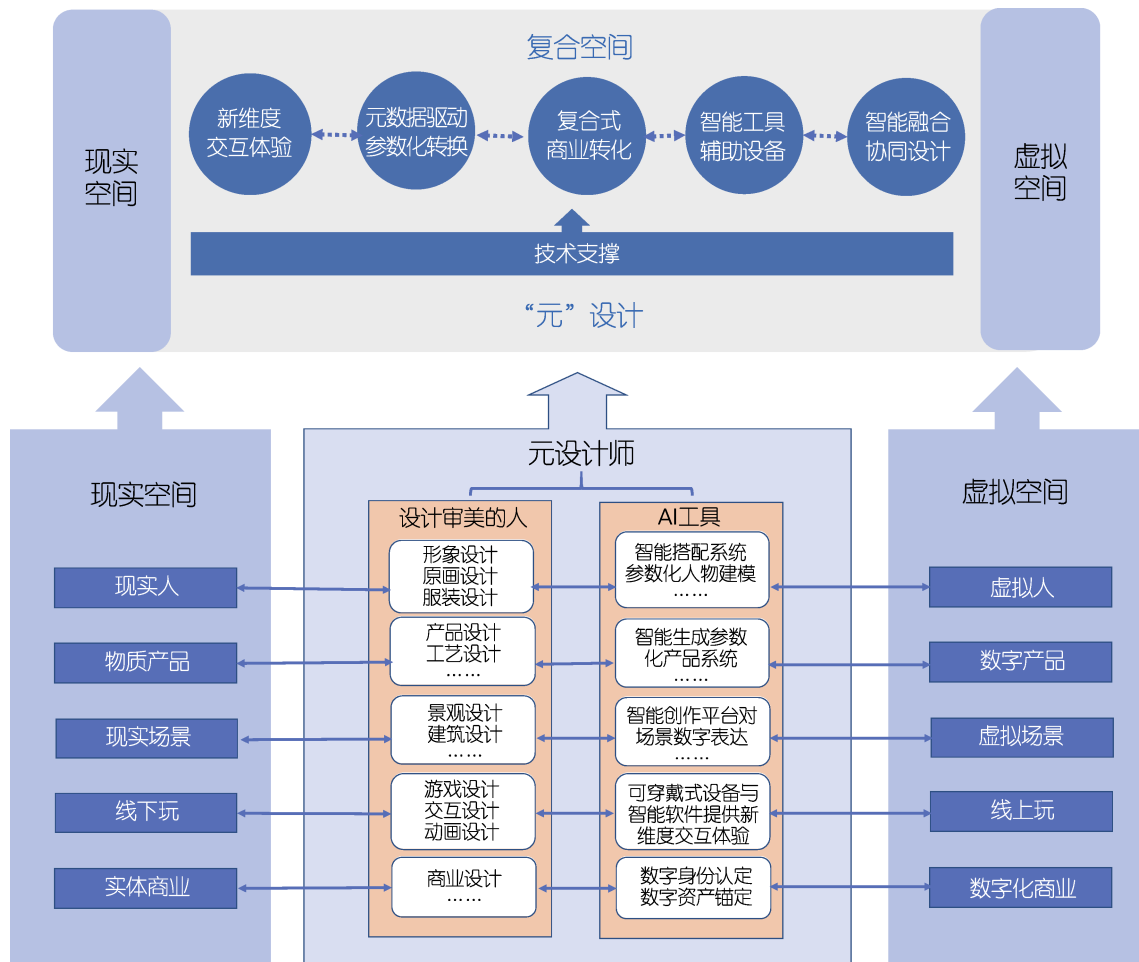 复合空间
现实
空间
新维度
交互体验
元数据驱动
参数化转换
复合式
商业转化
智能工具
辅助设备
智能融合
协同设计
虚拟
空间
技术支撑
“元”设计
元设计师
现实空间
虚拟空间
设计审美的人
AI工具
现实人
形象设计
原画设计
服装设计
智能搭配系统
参数化人物建模
……
虚拟人
物质产品
产品设计
工艺设计
……
智能生成参数
化产品系统
……
数字产品
现实场景
景观设计
建筑设计
……
智能创作平台对
场景数字表达
……
虚拟场景
线下玩
游戏设计
交互设计
动画设计
可穿戴式设备与
智能软件提供新
维度交互体验
线上玩
实体商业
商业设计
……
数字身份认定
数字资产锚定
数字化商业